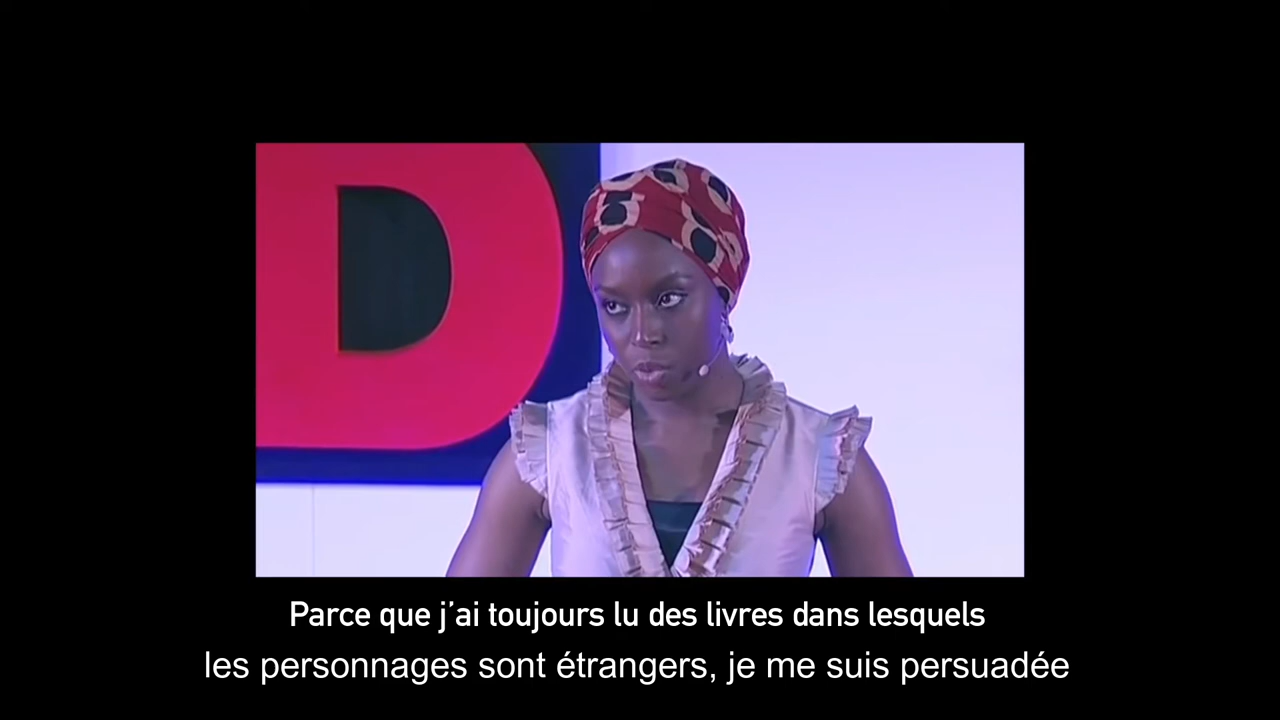 D
Parce que j'ai toujours lu des livres dans lesquels
les personnages sont étrangers, je me suis persuadée